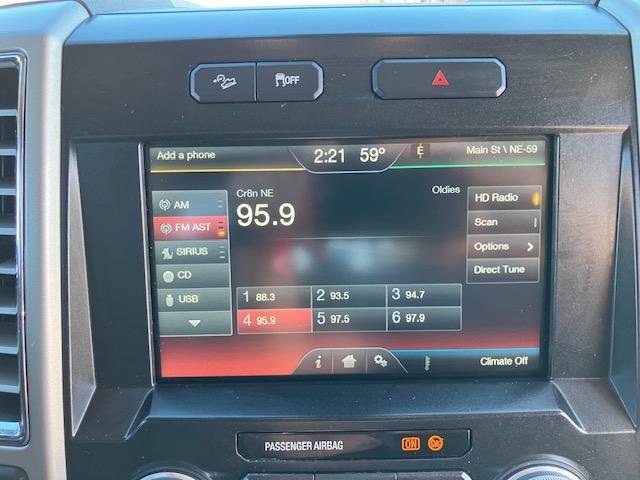 OFF
Add a phone
2:21 59°
E
Main St \ NE-59
AM
FM AST
SIRIUS
CD
USB
Cr8n NE
95.9
Oldies
HD Radio
Scan
Options
Direct Tune
1 88.3
2 93.5
3 94.7
4 95.9
5 97.5
6 97.9
i
Climate Off
PASSENGER AIRBAG
ON